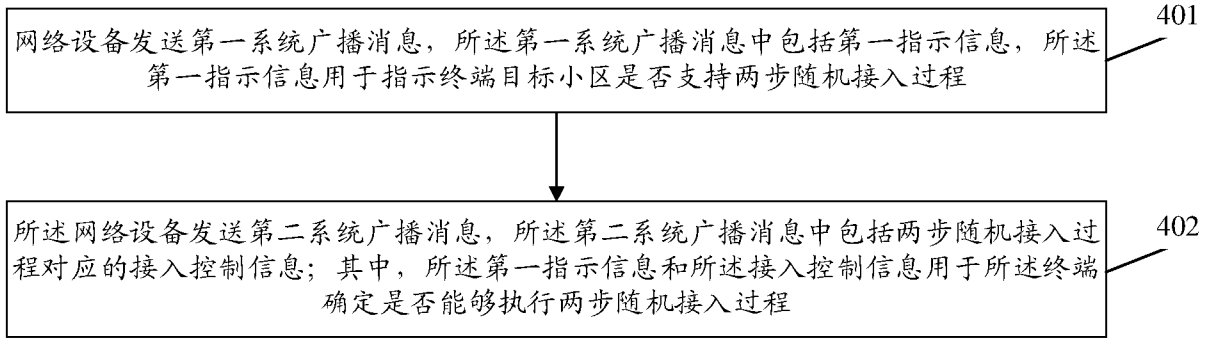 网络设备发送第一系统广播消息，所述第一系统广播消息中包括第一指示信息，所述
第一指示信息用于指示终端目标小区是否支持两步随机接入过程
401
所述网络设备发送第二系统广播消息，所述第二系统广播消息中包括两步随机接入过
程对应的接入控制信息；其中，所述第一指示信息和所述接入控制信息用于所述终端
确定是否能够执行两步随机接入过程
402